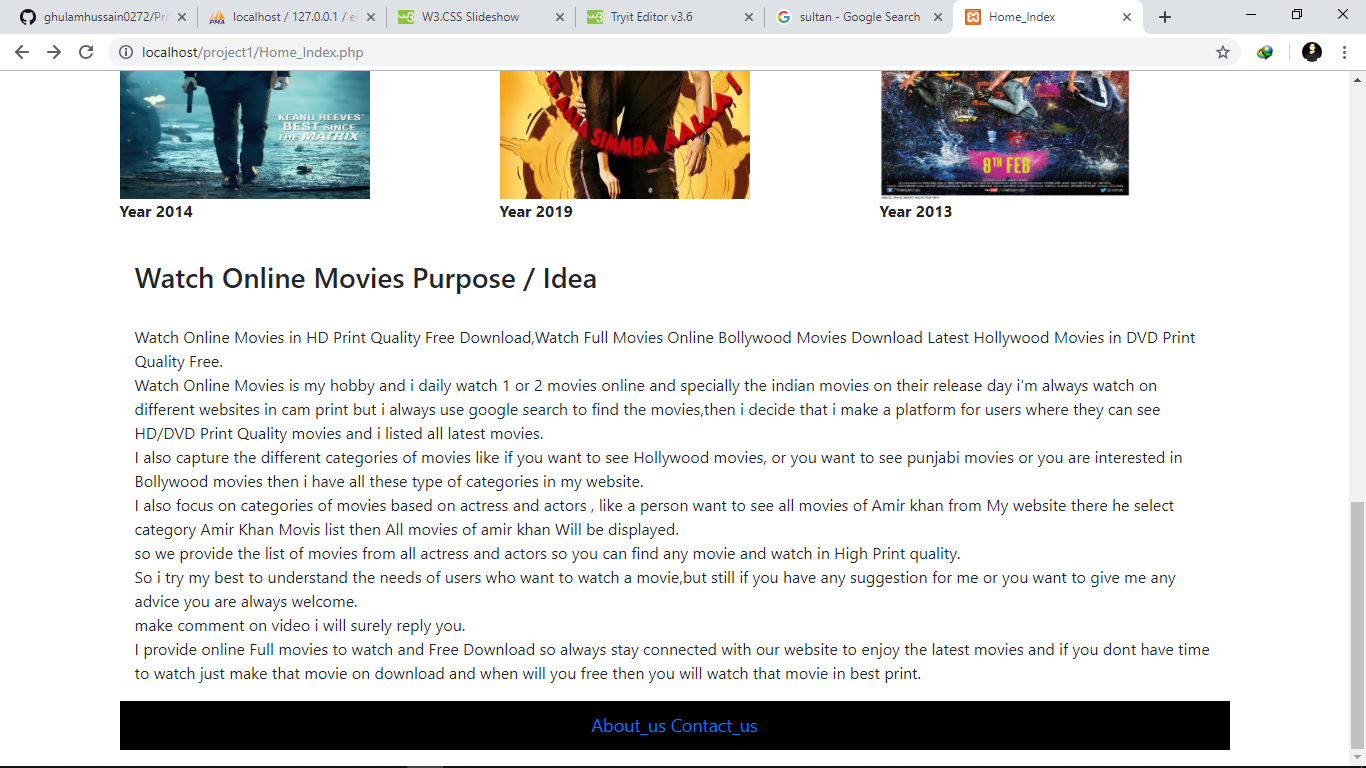 ghulamhussain0272/Pro
localhost / 127.0.0.1 / e
W3.CSS Slideshow
Tryit Editor v3.6
sultan - Google Search
Home_Index
localhost/project1/Home_Index.php
"KEANU REEVES'
BEST SINCE
THE MATRIX"
AALA SIMMBA AALA
8TH FEB
Year 2014
Year 2019
Year 2013
Watch Online Movies Purpose / Idea
Watch Online Movies in HD Print Quality Free Download,Watch Full Movies Online Bollywood Movies Download Latest Hollywood Movies in DVD Print
Quality Free.
Watch Online Movies is my hobby and i daily watch 1 or 2 movies online and specially the indian movies on their release day i'm always watch on
different websites in cam print but i always use google search to find the movies,then i decide that i make a platform for users where they can see
HD/DVD Print Quality movies and i listed all latest movies.
I also capture the different categories of movies like if you want to see Hollywood movies, or you want to see punjabi movies or you are interested in
Bollywood movies then i have all these type of categories in my website.
I also focus on categories of movies based on actress and actors , like a person want to see all movies of Amir khan from My website there he select
category Amir Khan Movis list then All movies of amir khan Will be displayed.
so we provide the list of movies from all actress and actors so you can find any movie and watch in High Print quality.
So i try my best to understand the needs of users who want to watch a movie,but still if you have any suggestion for me or you want to give me any
advice you are always welcome.
make comment on video i will surely reply you.
I provide online Full movies to watch and Free Download so always stay connected with our website to enjoy the latest movies and if you dont have time
to watch just make that movie on download and when will you free then you will watch that movie in best print.
About_us Contact_us